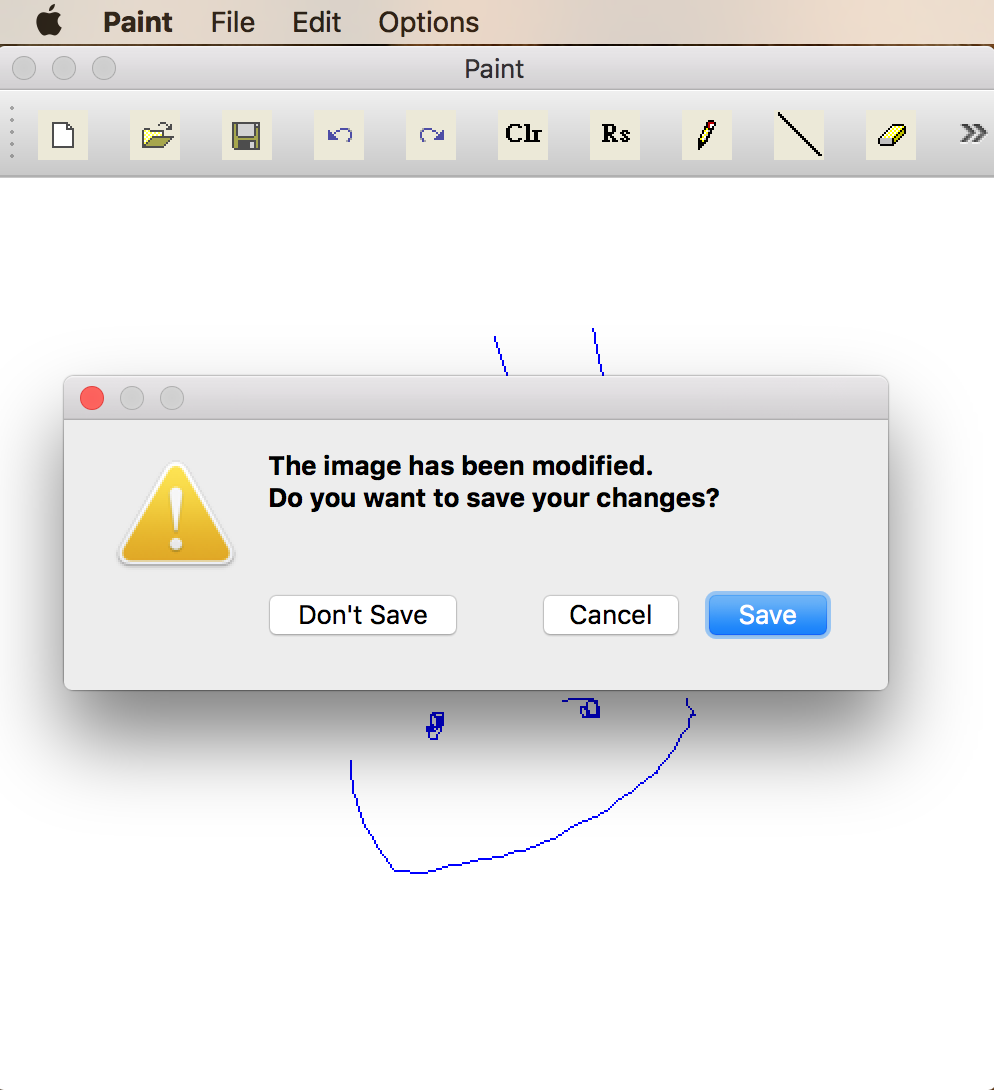 Paint File Edit Options
Paint
Clr Rs
The image has been modified.
Do you want to save your changes?
Don't Save Cancel Save